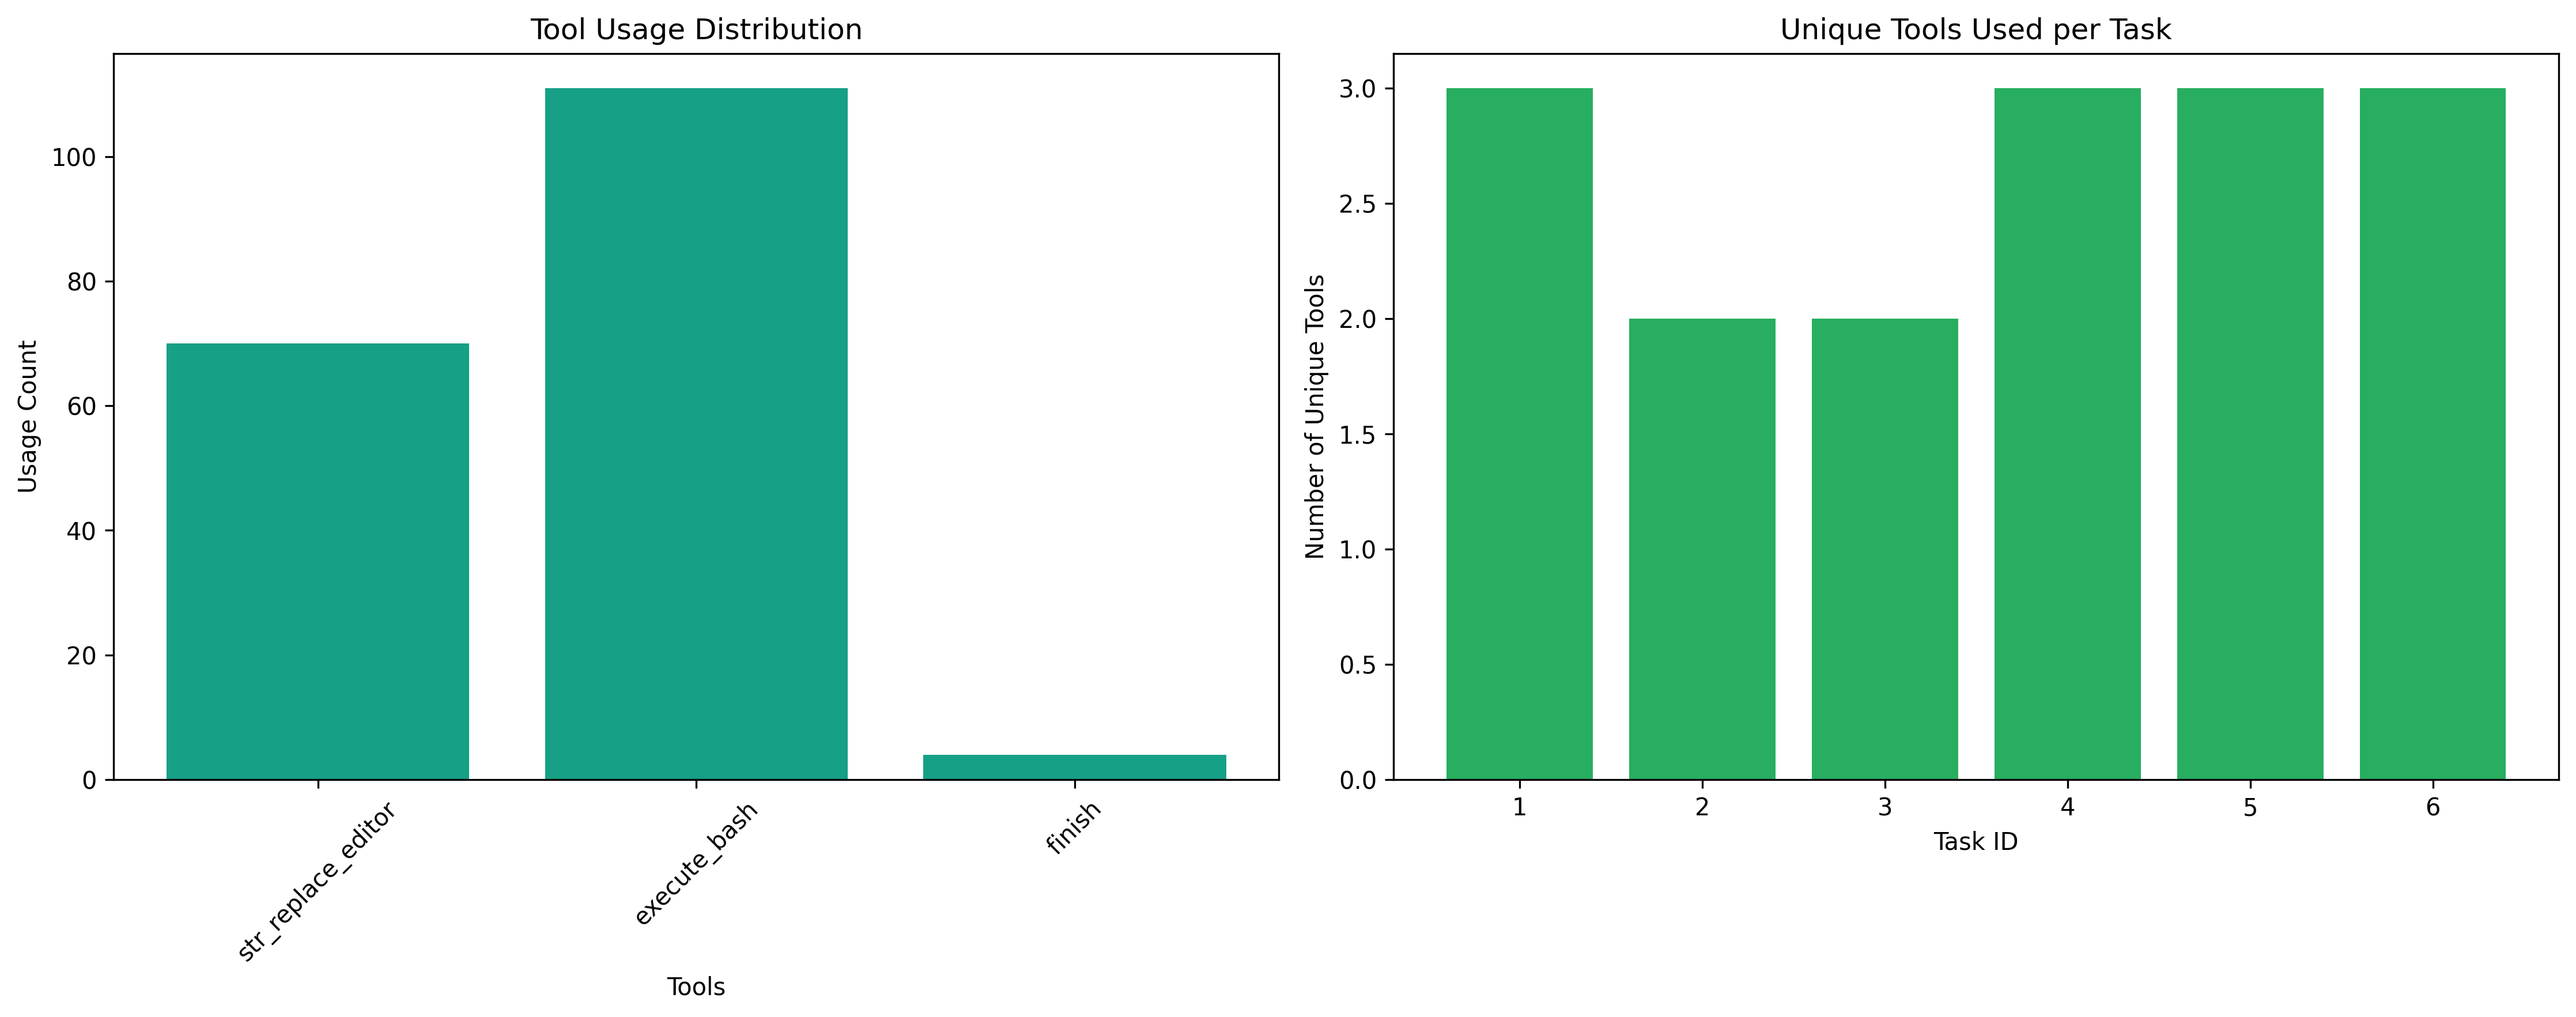 Tool Usage Distribution
Usage Count
100
80
60
40
20
0
str_replace_editor
execute_bash
finish
Tools
Unique Tools Used per Task
Number of Unique Tools
3.0
2.5
2.0
1.5
1.0
0.5
0.0
1 2 3 4 5 6
Task ID